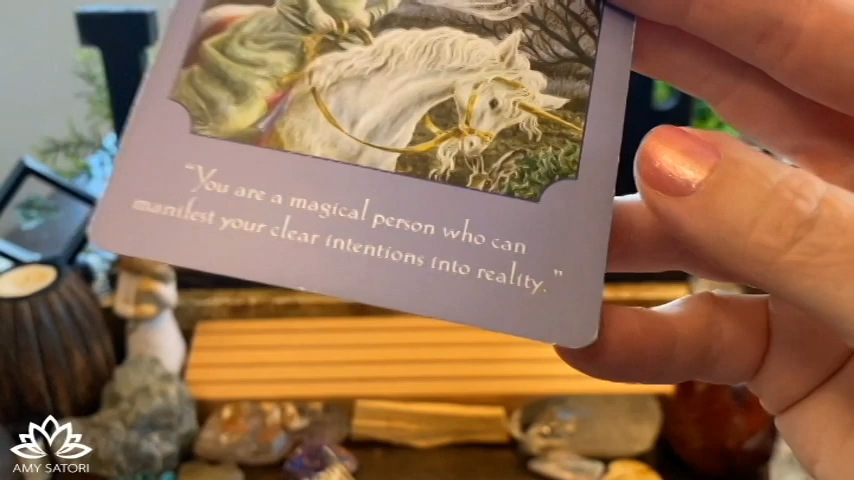 “You are a magical person who can
manifest your clear intentions into reality.”
AMY SATORI